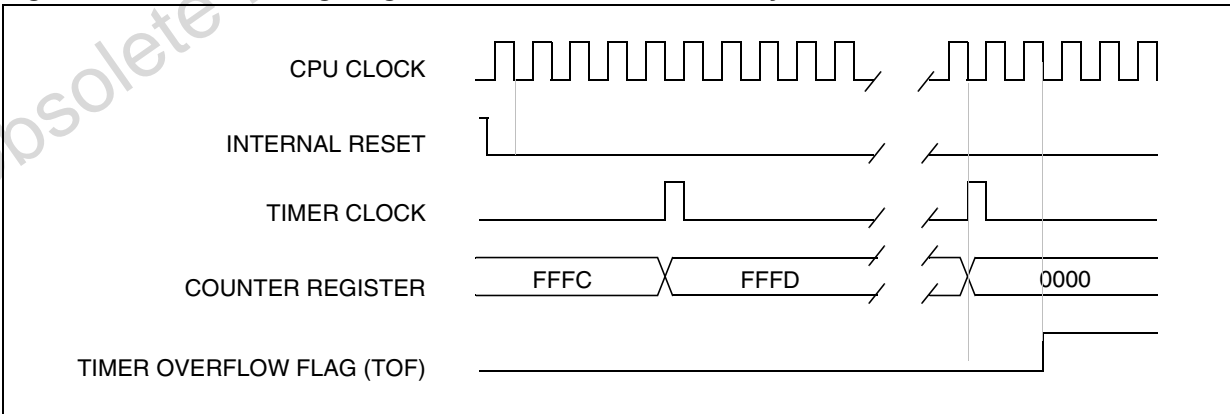 CPU CLOCK
INTERNAL RESET
TIMER CLOCK
COUNTER REGISTER
FFFC
FFFD
0000
TIMER OVERFLOW FLAG (TOF)